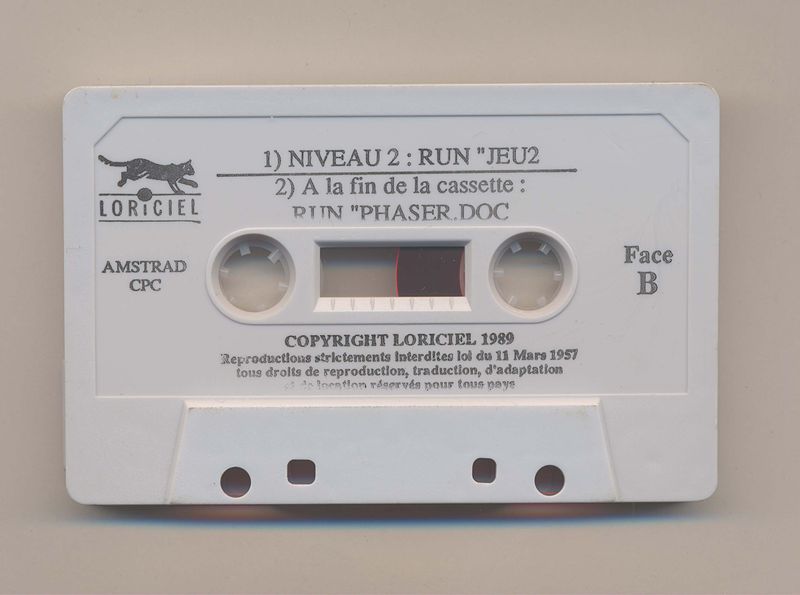 1) NIVEAU 2 : RUN "JEU2
2) A la fin de la cassette :
RUN "PHASER.DOC
LORiCiEL
AMSTRAD
CPC
Face
B
COPYRIGHT LORICIEL 1989
Reproductions strictements interdites loi du 11 Mars 1957
tous droits de reproduction, traduction, d'adaptation
et de location réservés pour tous pays